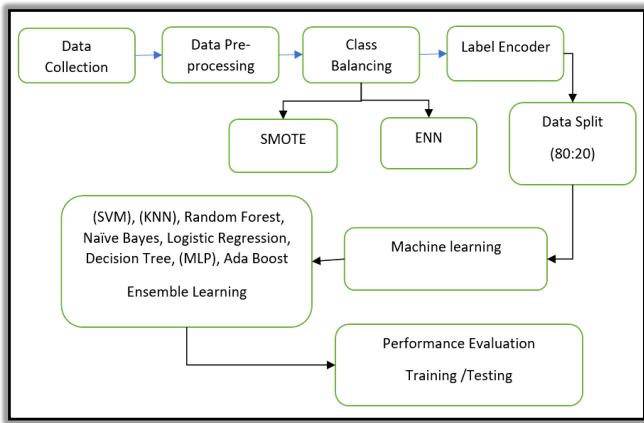 Data
Collection
Data Pre-
processing
Class
Balancing
Label Encoder
SMOTE
ENN
Data Split
(80:20)
(SVM), (KNN), Random Forest,
Naïve Bayes, Logistic Regression,
Decision Tree, (MLP), Ada Boost
Ensemble Learning
Machine learning
Performance Evaluation
Training /Testing